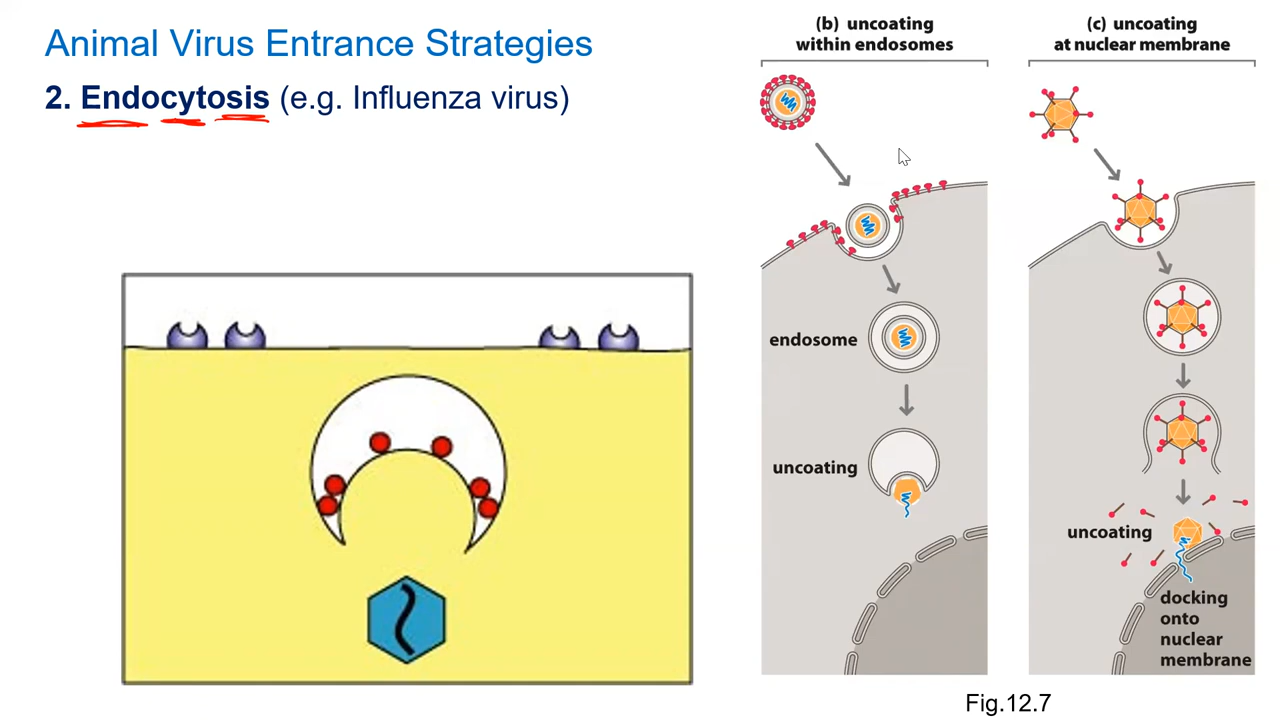 Animal Virus Entrance Strategies
2. Endocytosis (e.g. Influenza virus)
(b) uncoating
within endosomes
endosome
uncoating
(c) uncoating
at nuclear membrane
uncoating
docking
onto
nuclear
membrane
Fig.12.7